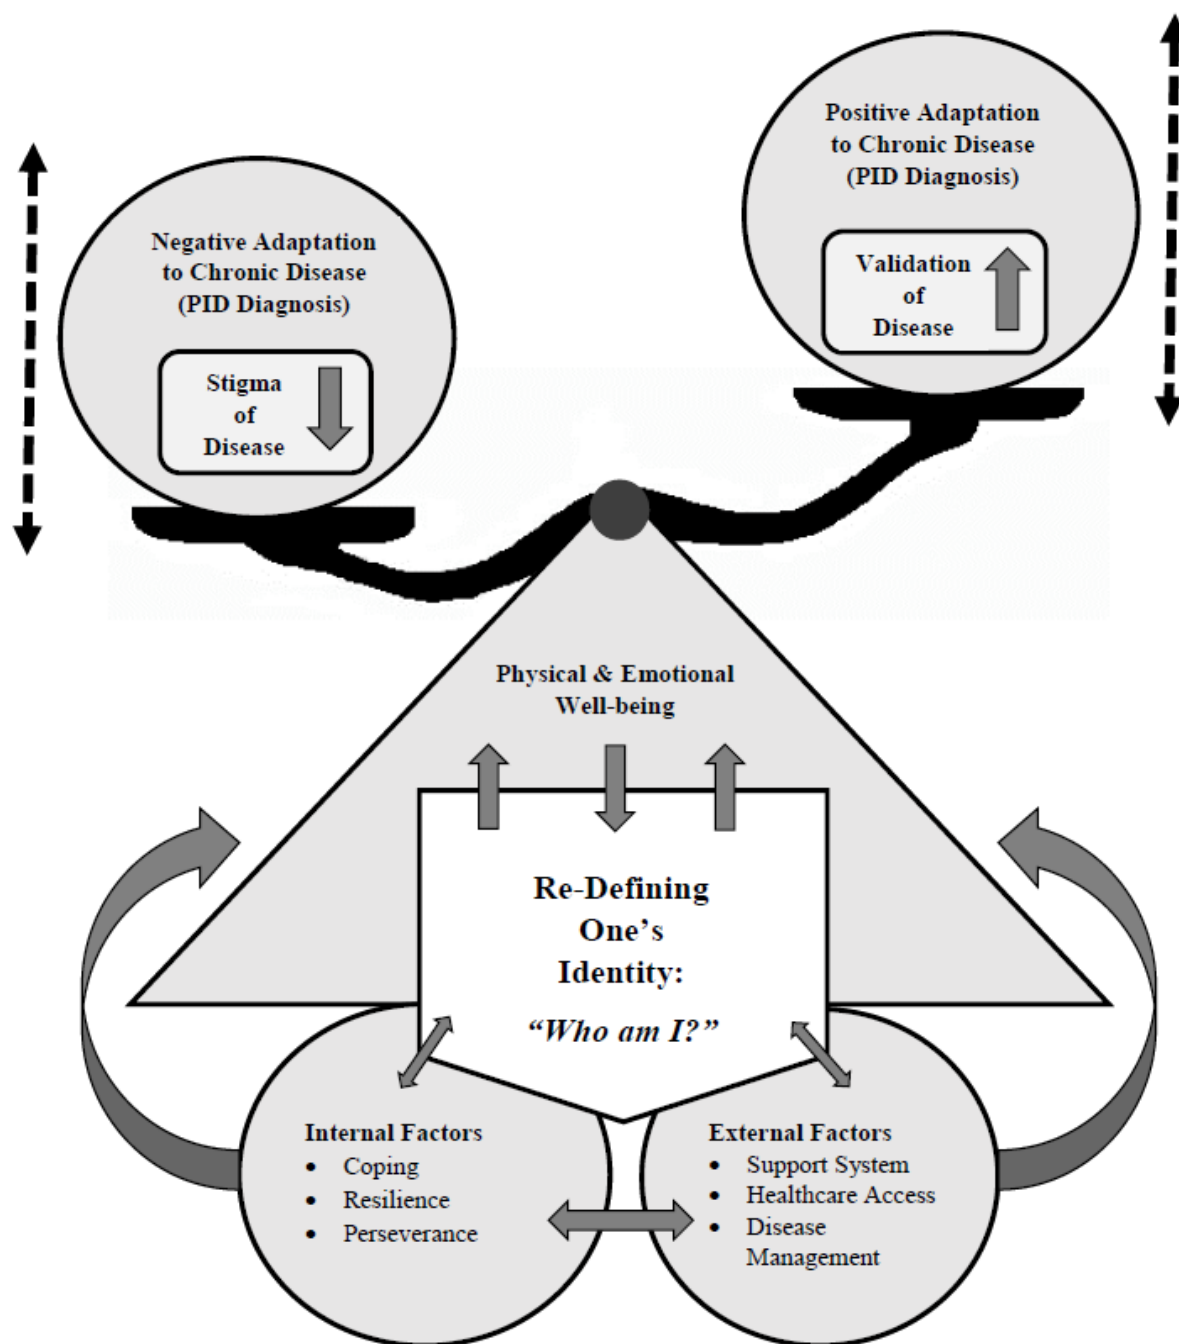 Positive Adaptation
to Chronic Disease
(PID Diagnosis)
Validation
of
Disease
Negative Adaptation
to Chronic Disease
(PID Diagnosis)
Stigma
of
Disease
Physical & Emotional
Well-being
Re-Defining
One’s
Identity:
“Who am I?”
Internal Factors
• Coping
• Resilience
• Perseverance
External Factors
• Support System
• Healthcare Access
• Disease
Management